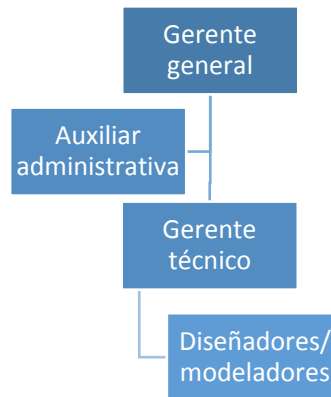 Gerente
general
Auxiliar
administrativa
Gerente
técnico
Diseñadores/
modeladores